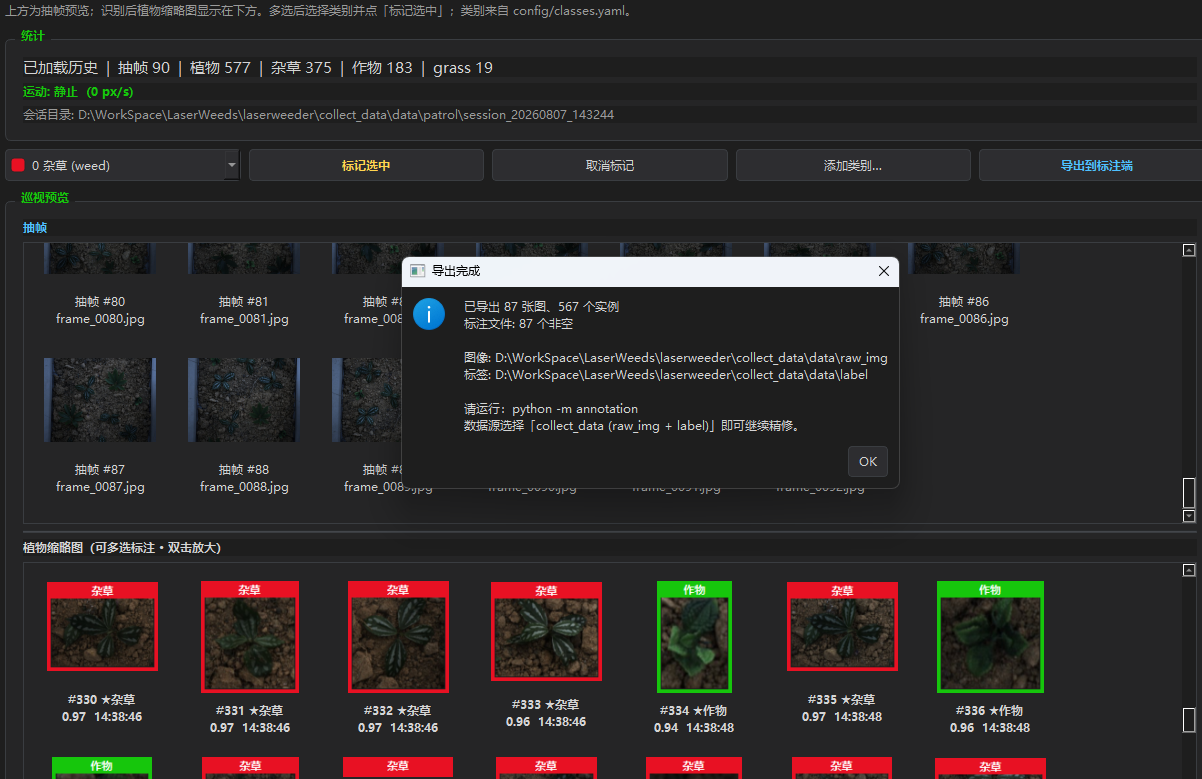 上方为抽帧预览；识别后植物缩略图显示在下方。多选后选择类别并点「标记选中」；类别来自 config/classes.yaml。
统计
已加载历史 | 抽帧 90 | 植物 577 | 杂草 375 | 作物 183 | grass 19
运动: 静止 (0 px/s)
会话目录: D:\WorkSpace\LaserWeeds\laserweeder\collect_data\data\patrol\session_20260807_143244
0 杂草 (weed)
标记选中
取消标记
添加类别...
导出到标注端
巡视预览
抽帧
抽帧 #80
frame_0080.jpg
抽帧 #81
frame_0081.jpg
抽帧 #8
frame_008
抽帧 #86
frame_0086.jpg
抽帧 #87
frame_0087.jpg
抽帧 #88
frame_0088.jpg
抽帧 #8
frame_0089.jpg
frame_0090.jpg
frame_0091.jpg
frame_0092.jpg
导出完成
已导出 87 张图、567 个实例
标注文件: 87 个非空
图像: D:\WorkSpace\LaserWeeds\laserweeder\collect_data\data\raw_img
标签: D:\WorkSpace\LaserWeeds\laserweeder\collect_data\data\label
请运行：python -m annotation
数据源选择「collect_data (raw_img + label)」即可继续精修。
OK
植物缩略图（可多选标注·双击放大）
杂草
杂草
杂草
杂草
作物
杂草
作物
#330 ★杂草
0.97 14:38:46
#331 ★杂草
0.97 14:38:46
#332 ★杂草
0.97 14:38:46
#333 ★杂草
0.96 14:38:46
#334 ★作物
0.94 14:38:48
#335 ★杂草
0.97 14:38:48
#336 ★作物
0.96 14:38:48
作物
杂草
杂草
杂草
杂草
杂草
杂草